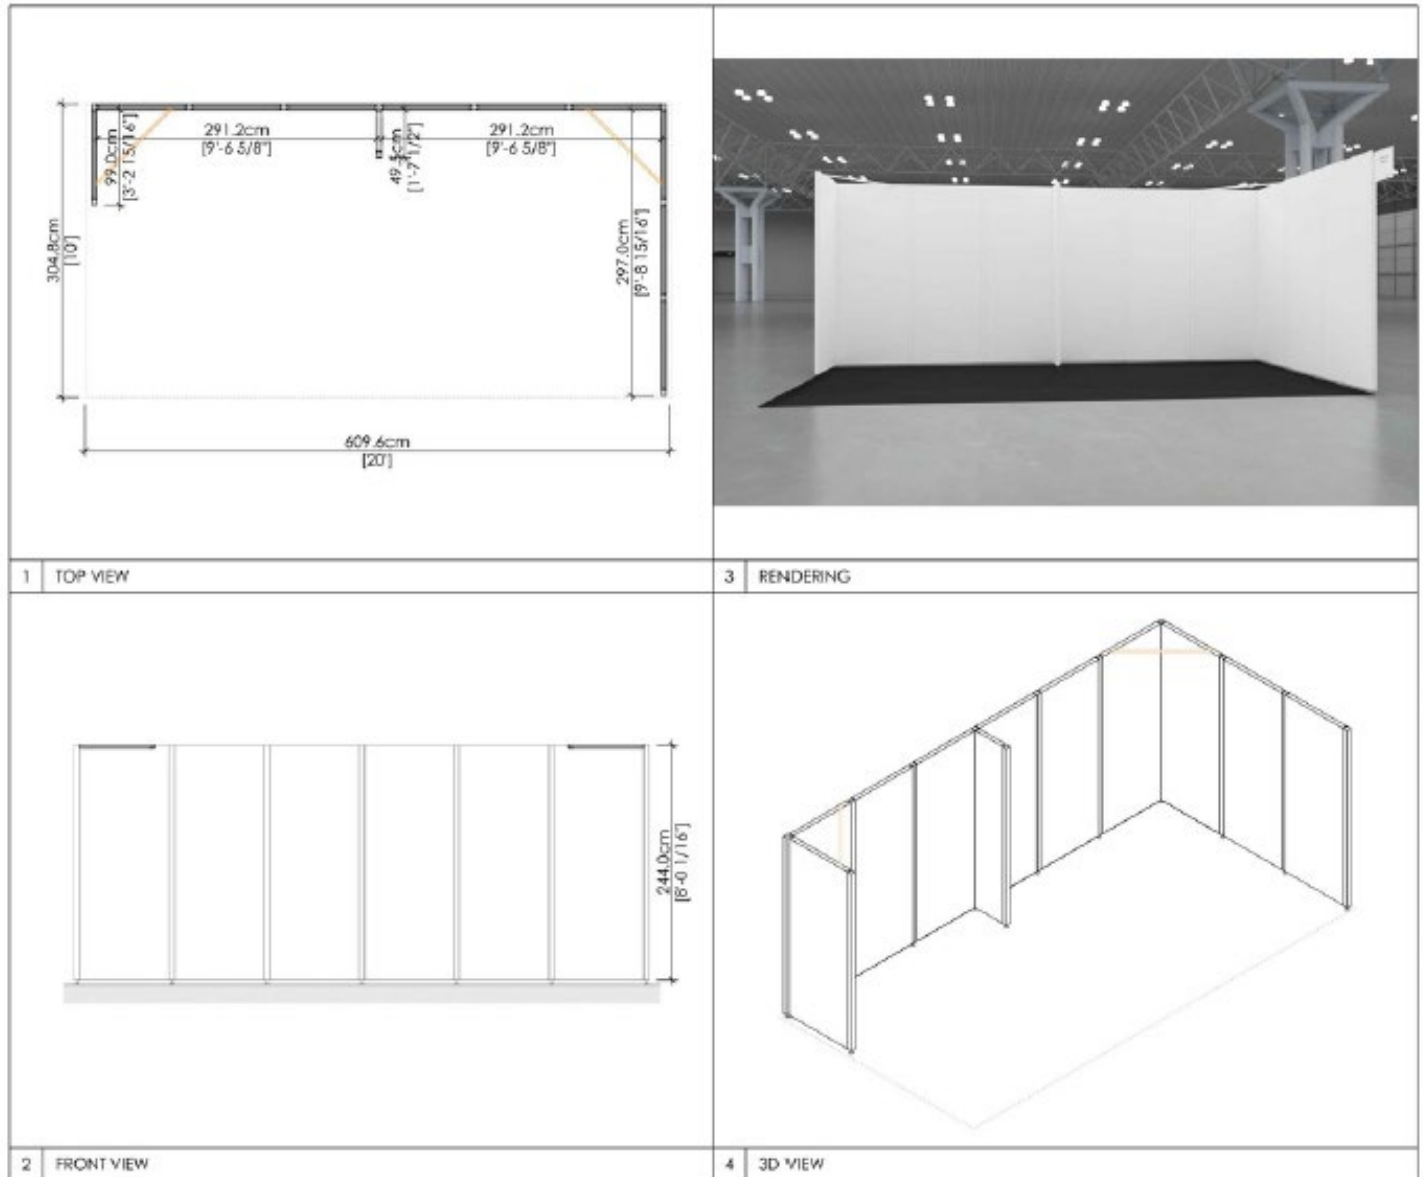 291.2cm
[9'-6 5/8"]
291.2cm
[9'-6 5/8"]
99.0cm
[3'-2 15/16"]
49.5cm
[1'-7 1/2"]
304.8cm
[10']
297.0cm
[9'-8 15/16"]
609.6cm
[20']
1 TOP VIEW
3 RENDERING
244.0cm
[8'-0 1/16"]
2 FRONT VIEW
4 3D VIEW